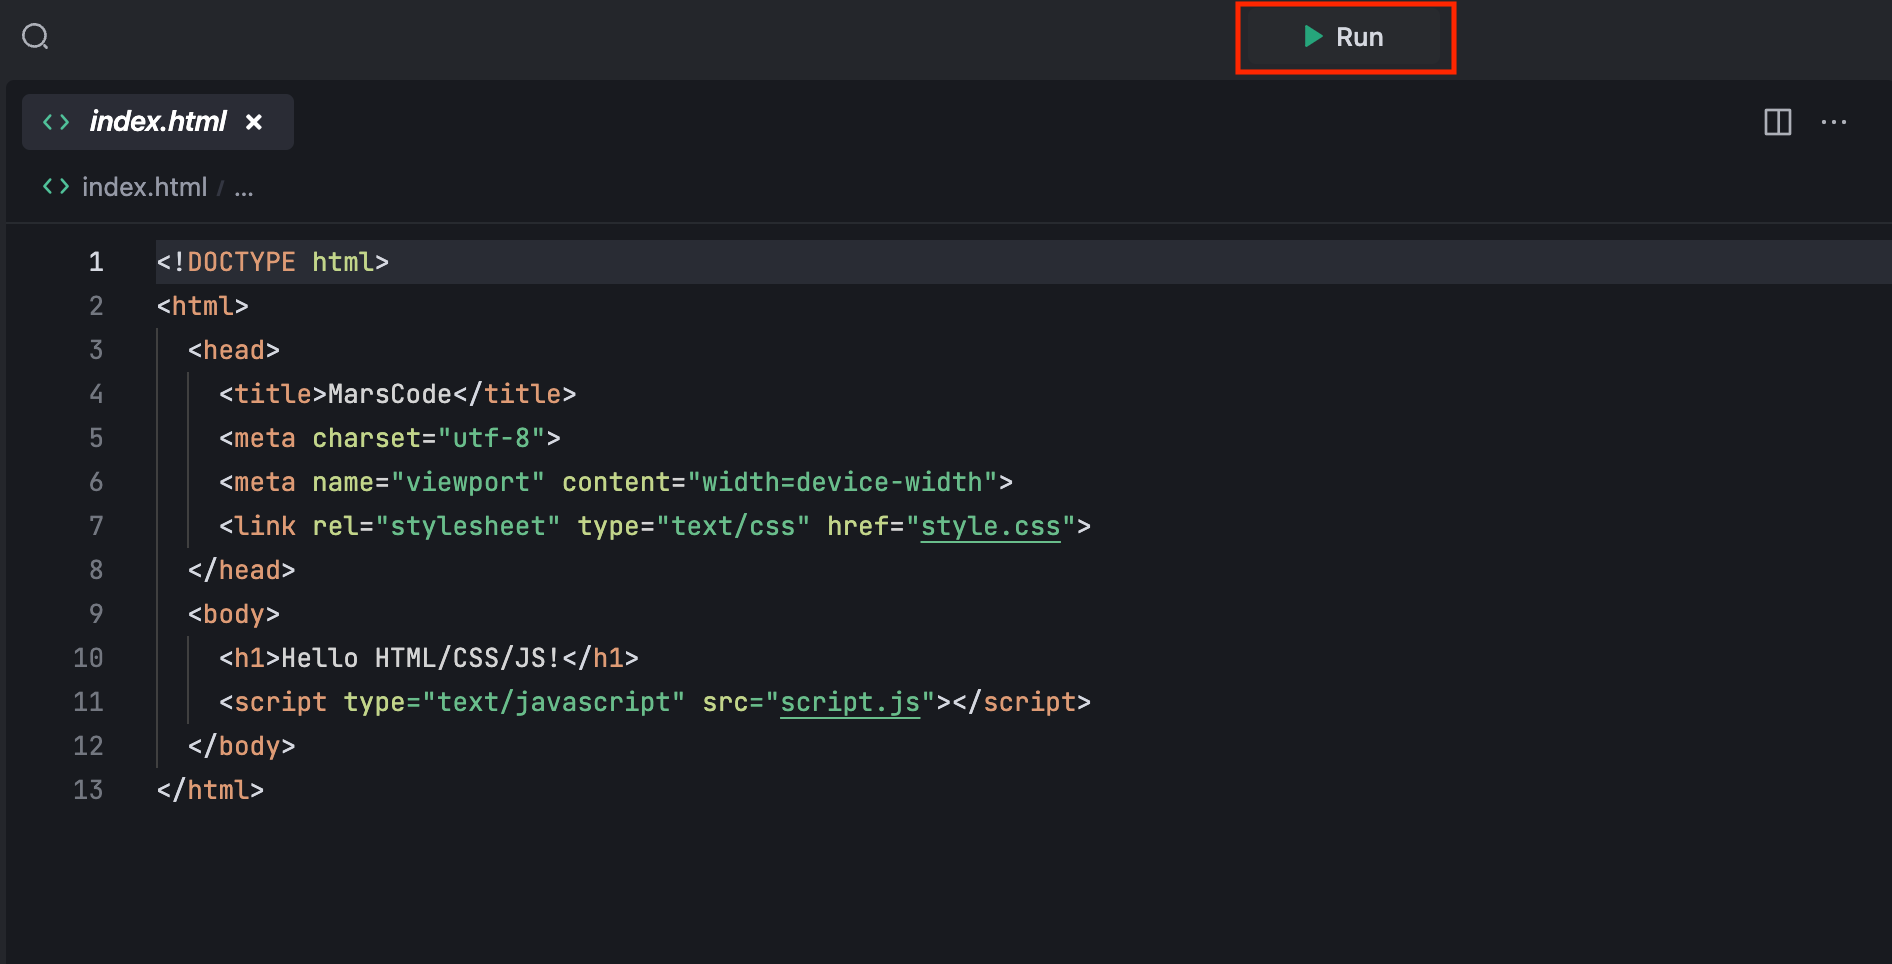 Run
index.html ×
index.html / ...
1 <!DOCTYPE html>
2 <html>
3 <head>
4 <title>MarsCode</title>
5 <meta charset="utf-8">
6 <meta name="viewport" content="width=device-width">
7 <link rel="stylesheet" type="text/css" href="style.css">
8 </head>
9 <body>
10 <h1>Hello HTML/CSS/JS!</h1>
11 <script type="text/javascript" src="script.js"></script>
12 </body>
13 </html>